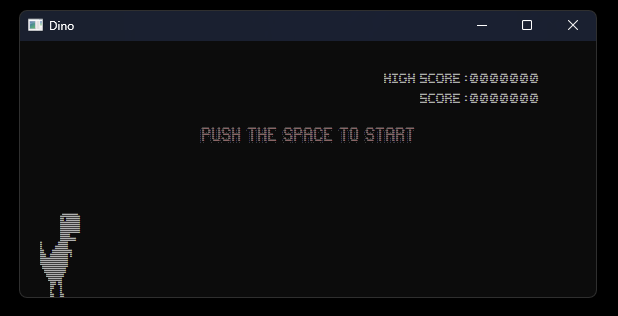 Dino
HIGH SCORE:0000000
SCORE:0000000
PUSH THE SPACE TO START